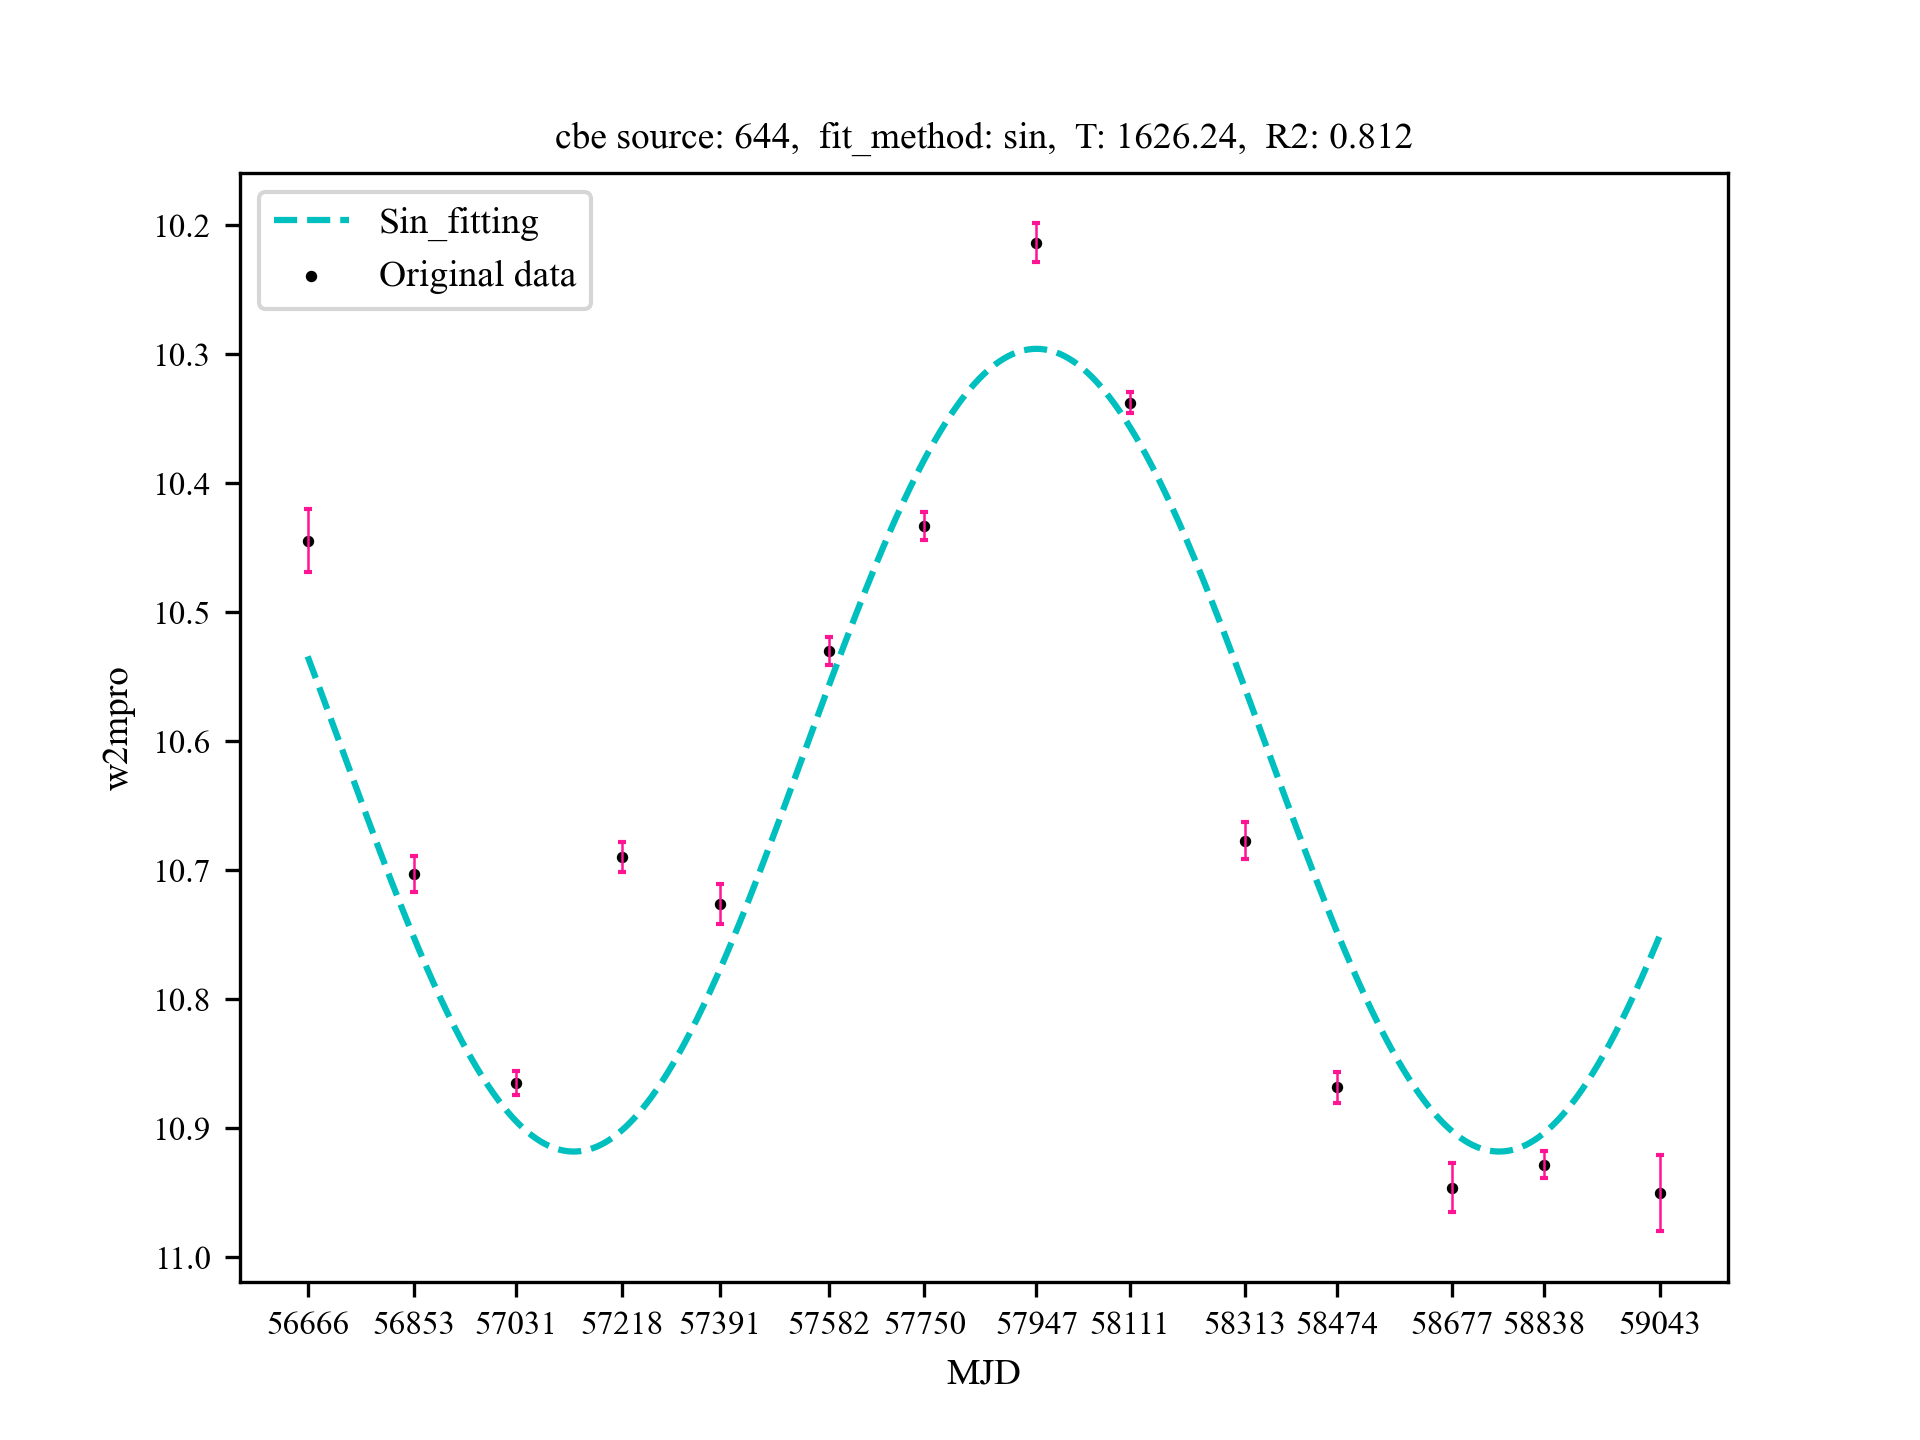 cbe source: 644,  fit_method: sin,  T: 1626.24,  R2: 0.812
Sin_fitting
Original data
10.2
10.3
10.4
10.5
10.6
10.7
10.8
10.9
11.0
w2mpro
56666 56853 57031 57218 57391 57582 57750 57947 58111 58313 58474 58677 58838 59043
MJD